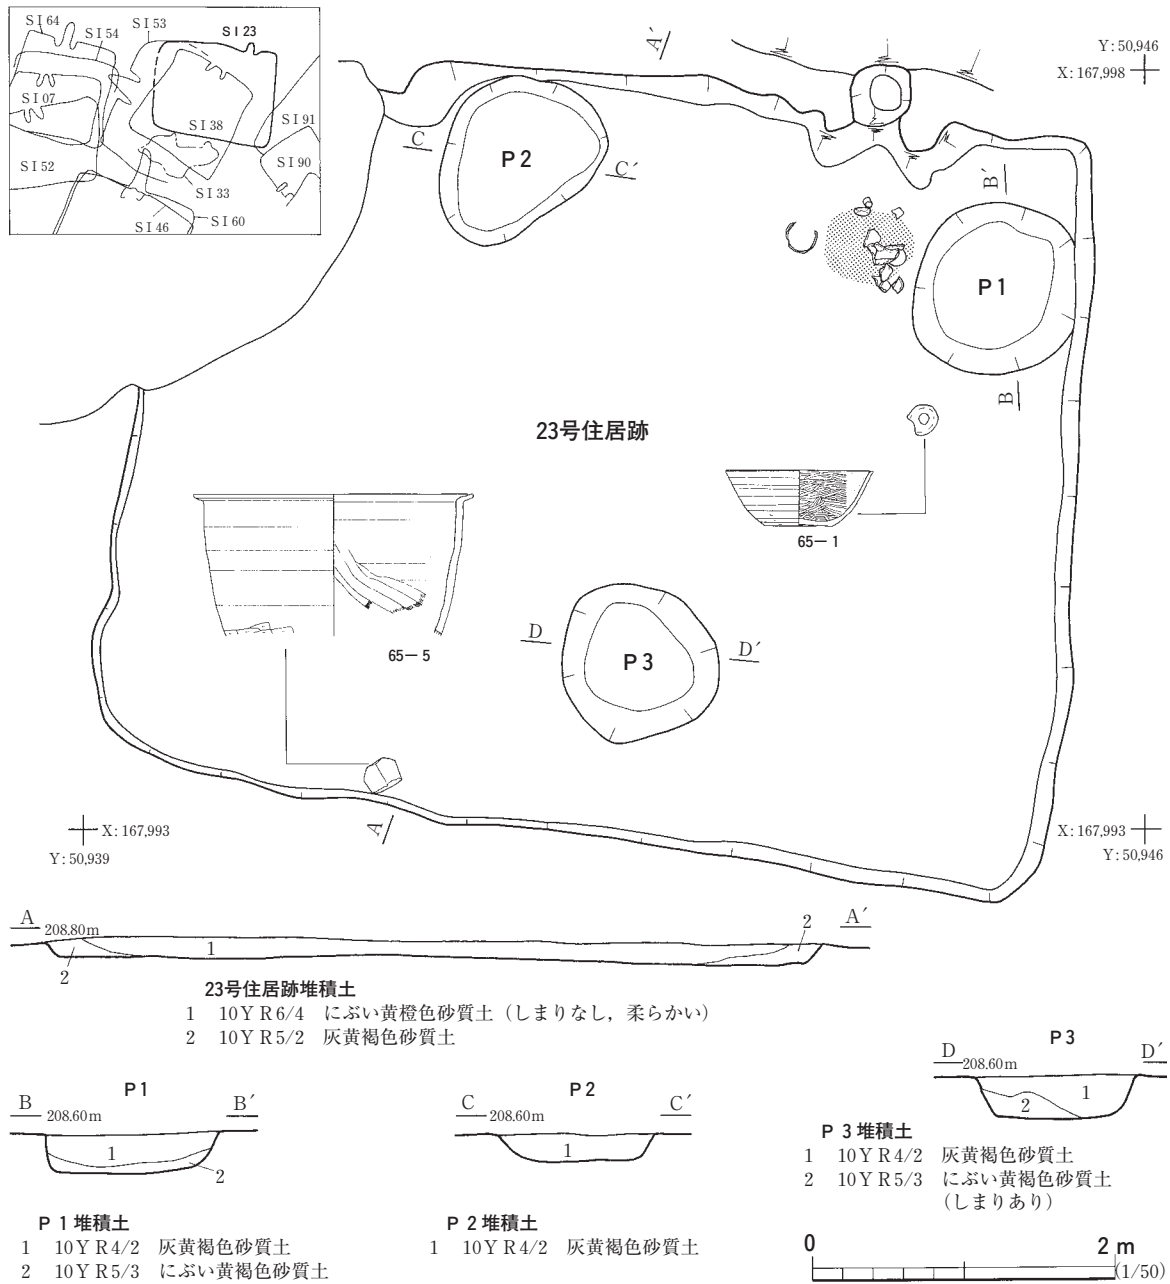 SI64
SI54
SI53
SI23
SI07
SI38
SI91
SI52
SI90
SI33
SI60
SI46
A′
Y: 50,946
X: 167,998
C
P2
C′
B′
P1
B
23号住居跡
65－1
65－5
D
P3
D′
A
X: 167,993
Y: 50,939
X: 167,993
Y: 50,946
A
208.80m
1
2
2
A′
23号住居跡堆積土
1 10YR6/4 にぶい黄橙色砂質土（しまりなし，柔らかい）
2 10YR5/2 灰黄褐色砂質土
P1
B
208.60m
B′
1
2
P1堆積土
1 10YR4/2 灰黄褐色砂質土
2 10YR5/3 にぶい黄褐色砂質土
P2
C
208.60m
C′
1
P2堆積土
1 10YR4/2 灰黄褐色砂質土
P3
D
208.60m
D′
1
2
P3堆積土
1 10YR4/2 灰黄褐色砂質土
2 10YR5/3 にぶい黄褐色砂質土
（しまりあり）
0
2m
(1/50)